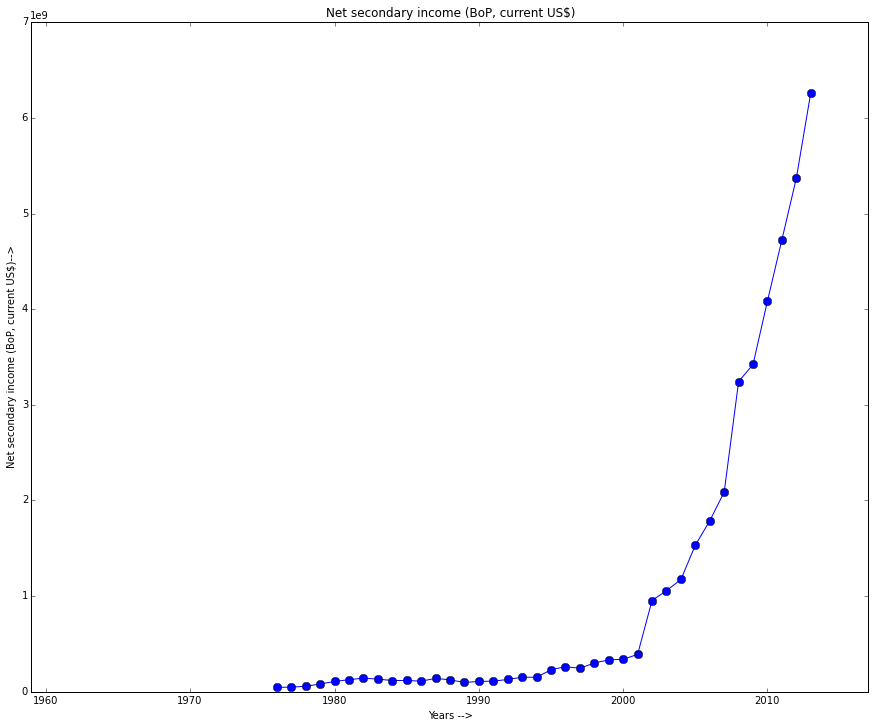 Net secondary income (BoP, current US$)
1e9
7
6
5
4
3
2
1
0
Net secondary income (BoP, current US$)-->
1960 1970 1980 1990 2000 2010
Years -->